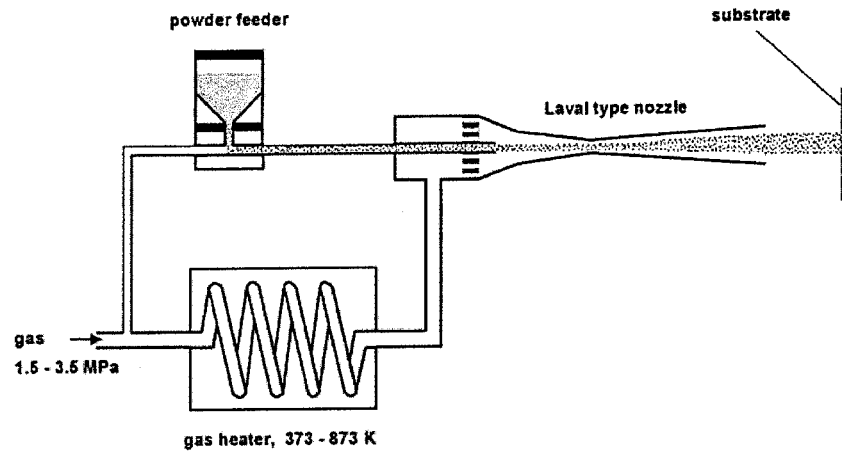 powder feeder
substrate
Laval type nozzle
gas
1.5 - 3.5 MPa
gas heater, 373 - 873 K